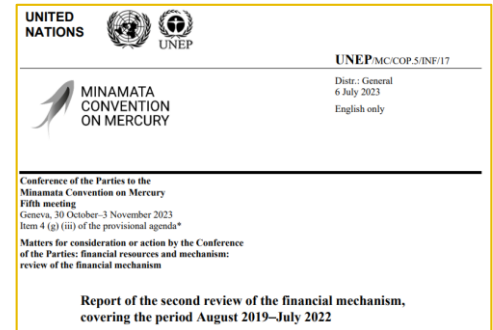 UNITED
NATIONS
UNEP
UNEP/MC/COP.5/INF/17
Distr.: General
6 July 2023
English only
MINAMATA
CONVENTION
ON MERCURY
Conference of the Parties to the
Minamata Convention on Mercury
Fifth meeting
Geneva, 30 October–3 November 2023
Item 4 (g) (iii) of the provisional agenda*
Matters for consideration or action by the Conference
of the Parties: financial resources and mechanism:
review of the financial mechanism
Report of the second review of the financial mechanism,
covering the period August 2019–July 2022